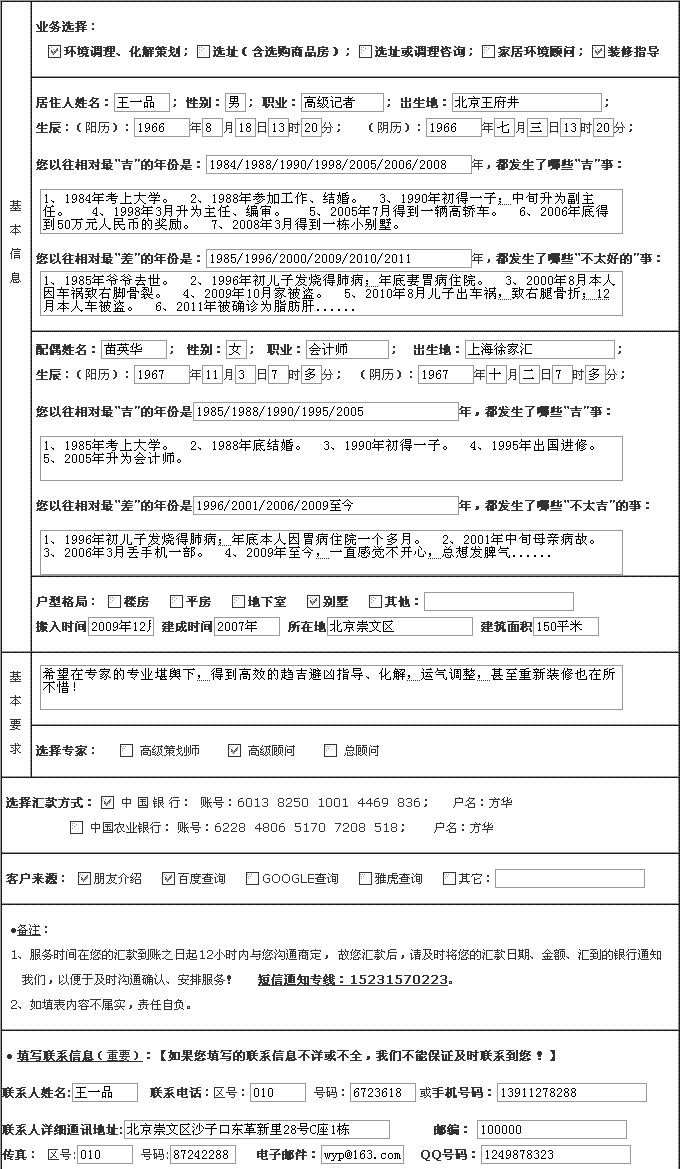 业务选择：
环境调理、化解策划； 选址（含选购商品房）； 选址或调理咨询； 家居环境顾问； 装修指导
基本信息
居住人姓名：王一品； 性别：男； 职业：高级记者； 出生地：北京王府井；
生辰：（阳历）：1966年8月18日13时20分； （阴历）：1966年七月三日13时20分；
您以往相对最“吉”的年份是：1984/1988/1990/1998/2005/2006/2008年，都发生了哪些“吉”事：
1、1984年考上大学。 2、1988年参加工作、结婚。 3、1990年初得一子；中旬升为副主
任。 4、1998年3月升为主任、编审。 5、2005年7月得到一辆高轿车。 6、2006年底得
到50万元人民币的奖励。 7、2008年3月得到一栋小别墅。
您以往相对最“差”的年份是：1985/1996/2000/2009/2010/2011年，都发生了哪些“不太好的”事：
1、1985年爷爷去世。 2、1996年初儿子发烧得肺病；年底妻胃病住院。 3、2000年8月本人
因车祸致右脚骨裂。 4、2009年10月家被盗。 5、2010年8月儿子出车祸，致右腿骨折；12
月本人车被盗。 6、2011年被确诊为脂肪肝......
配偶姓名：苗英华； 性别：女； 职业：会计师； 出生地：上海徐家汇；
生辰：（阳历）：1967年11月3日7时多分； （阴历）：1967年十月二日7时多分；
您以往相对最“吉”的年份是1985/1988/1990/1995/2005年，都发生了哪些“吉”事：
1、1985年考上大学。 2、1988年底结婚。 3、1990年初得一子。 4、1995年出国进修。
5、2005年升为会计师。
您以往相对最“差”的年份是1996/2001/2006/2009至今年，都发生了哪些“不太吉”的事：
1、1996年初儿子发烧得肺病；年底本人因胃病住院一个多月。 2、2001年中旬母亲病故。
3、2006年3月丢手机一部。 4、2009年至今，一直感觉不开心，总想发脾气......
户型格局： 楼房 平房 地下室 别墅 其他：
搬入时间2009年12月 建成时间2007年 所在地北京崇文区 建筑面积150平米
基本要求
希望在专家的专业堪舆下，得到高效的趋吉避凶指导、化解，运气调整，甚至重新装修也在所
不惜！
选择专家： 高级策划师 高级顾问 总顾问
选择汇款方式： 中 国 银 行： 账号：6013 8250 1001 4469 836； 户名：方华
中国农业银行： 账号：6228 4806 5170 7208 518； 户名：方华
客户来源： 朋友介绍 百度查询 GOOGLE查询 雅虎查询 其它：
●备注：
1、服务时间在您的汇款到账之日起12小时内与您沟通商定，故您汇款后，请及时将您的汇款日期、金额、汇到的银行通知
我们，以便于及时沟通确认、安排服务！ 短信通知专线：15231570223。
2、如填表内容不属实，责任自负。
● 填写联系信息（重要）：【如果您填写的联系信息不详或不全，我们不能保证及时联系到您！】
联系人姓名:王一品 联系电话：区号：010 号码：6723618 或手机号码：13911278288
联系人详细通讯地址:北京崇文区沙子口东革新里28号C座1栋 邮编： 100000
传真： 区号:010 号码:87242288 电子邮件：wyp@163.com QQ号码：1249878323